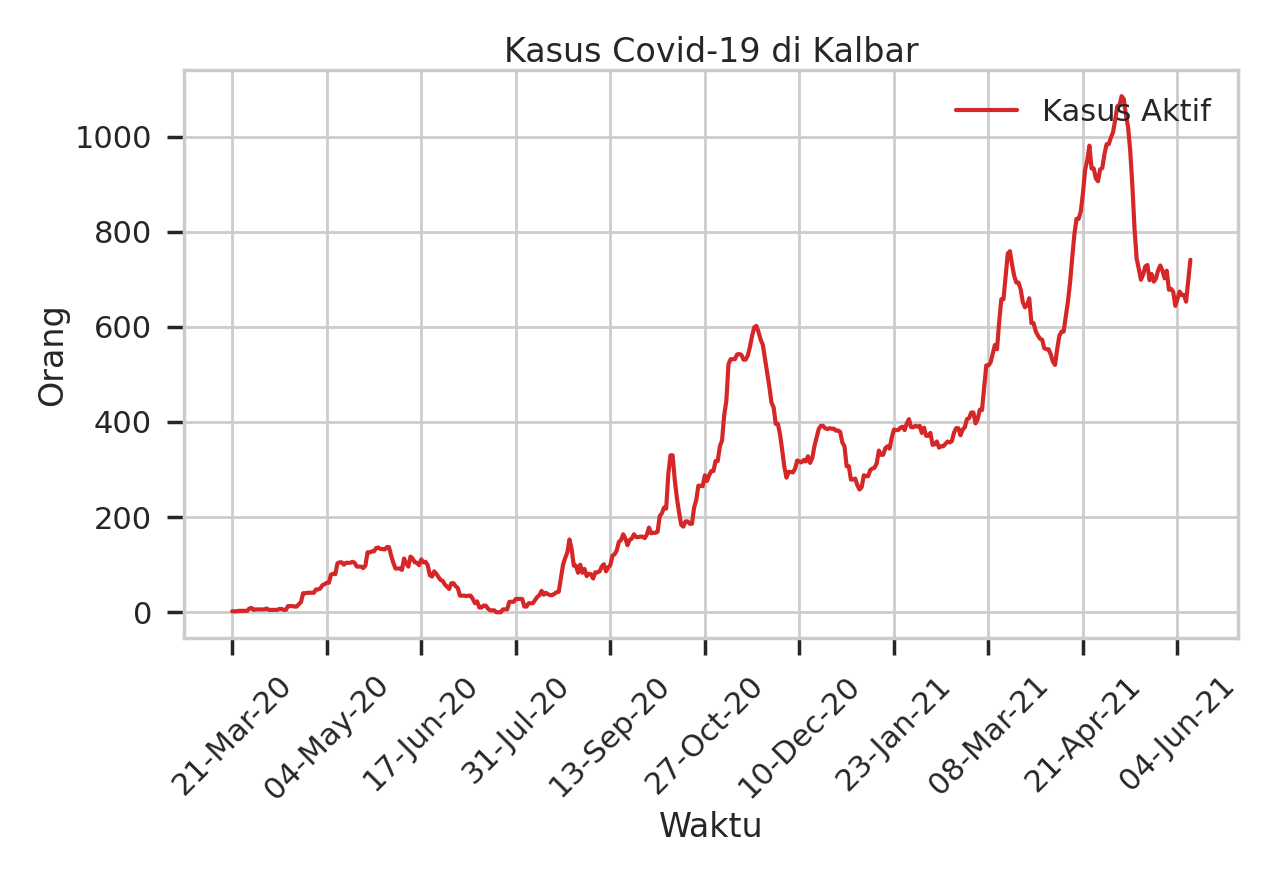 Kasus Covid-19 di Kalbar
Kasus Aktif
Orang
1000
800
600
400
200
0
21-Mar-20
04-May-20
17-Jun-20
31-Jul-20
13-Sep-20
27-Oct-20
10-Dec-20
23-Jan-21
08-Mar-21
21-Apr-21
04-Jun-21
Waktu